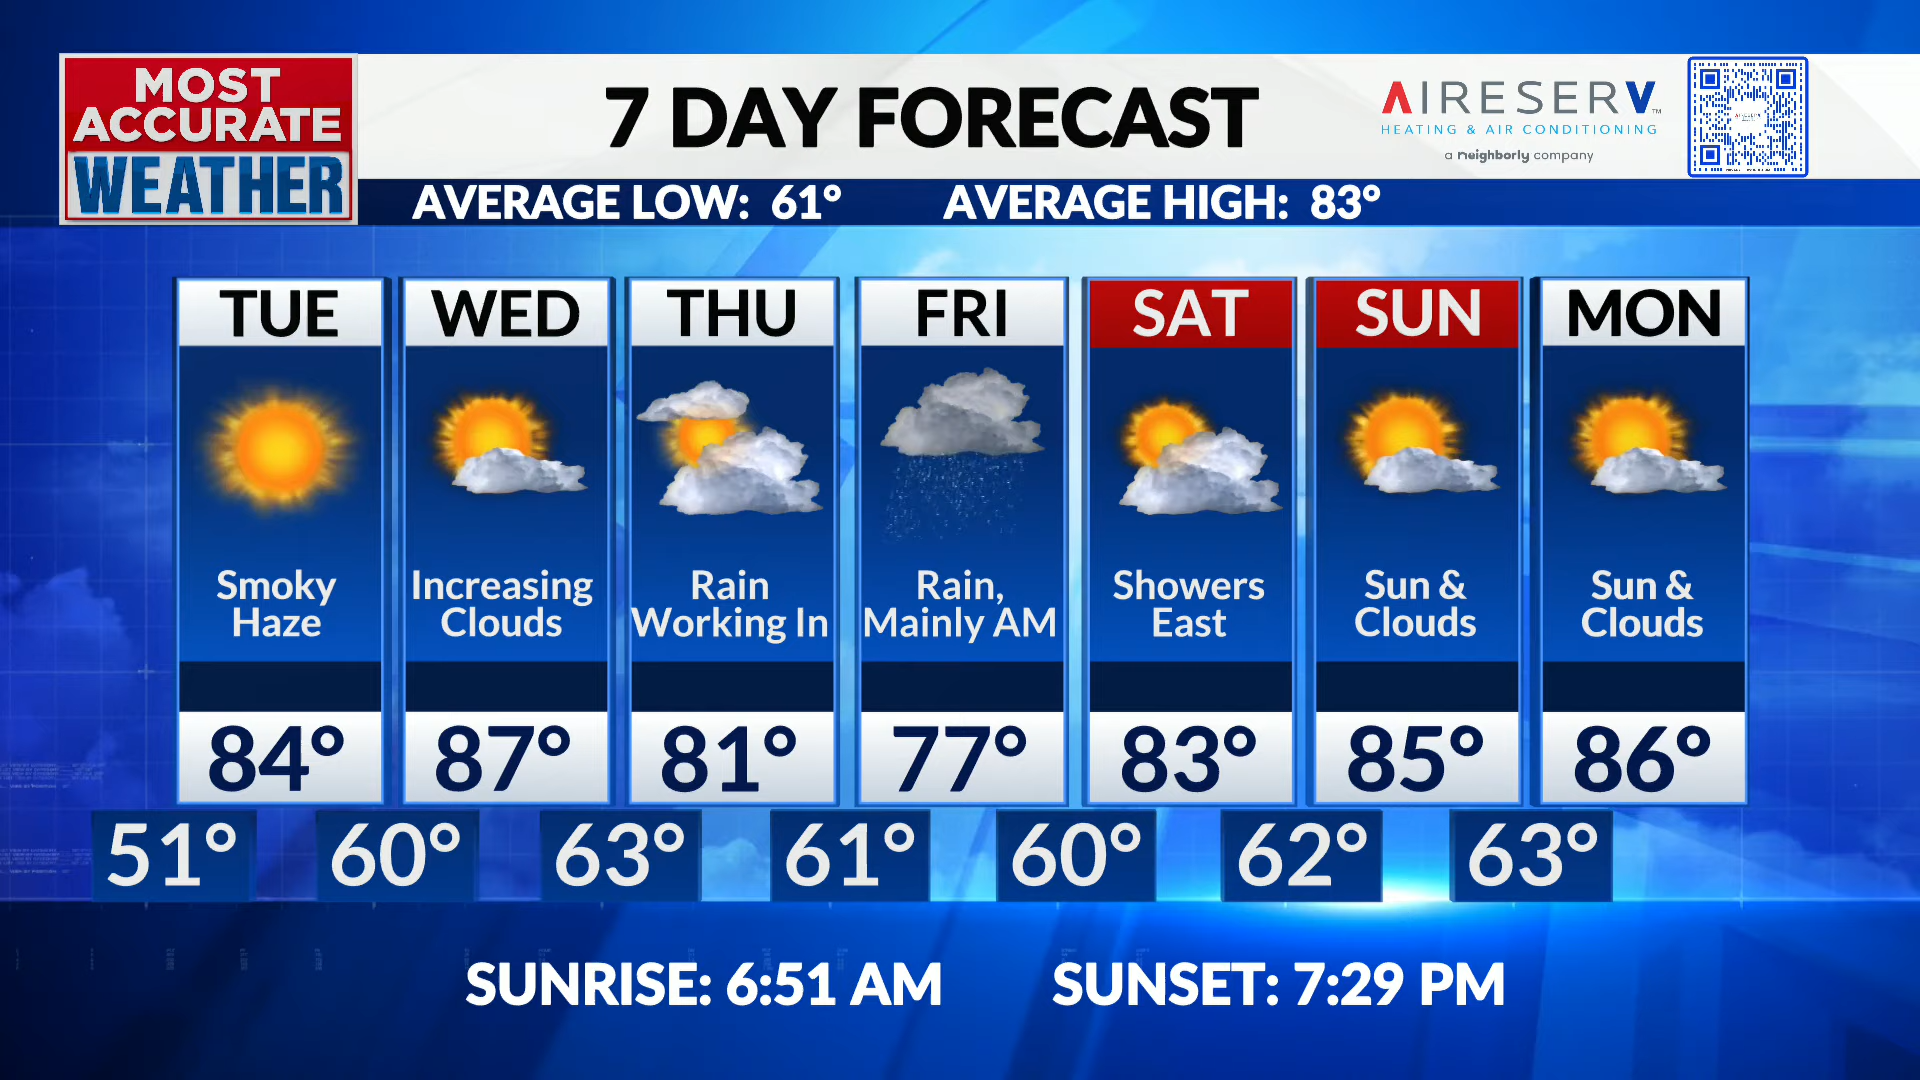 MOST
ACCURATE
WEATHER
7 DAY FORECAST
AIRESERV™
HEATING & AIR CONDITIONING
a neighborly company
AVERAGE LOW: 61° AVERAGE HIGH: 83°
TUE WED THU FRI SAT SUN MON
Smoky Haze
Increasing Clouds
Rain Working In
Rain, Mainly AM
Showers East
Sun & Clouds
Sun & Clouds
84° 87° 81° 77° 83° 85° 86°
51° 60° 63° 61° 60° 62° 63°
SUNRISE: 6:51 AM SUNSET: 7:29 PM